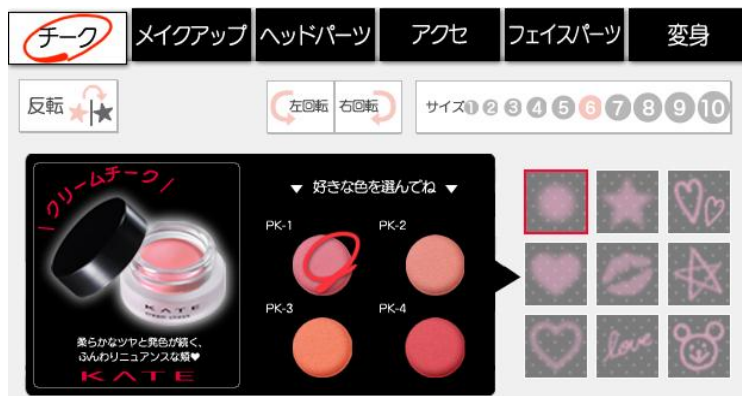 チーク
メイクアップ
ヘッドパーツ
アクセ
フェイスパーツ
変身
反転
左回転
右回転
サイズ 1 2 3 4 5 6 7 8 9 10
\ クリームチーク /
▼ 好きな色を選んでね ▼
PK-1
PK-2
PK-3
PK-4
KATE
柔らかなツヤと発色が続く、
ふんわりニュアンスな頬♥
KATE
love